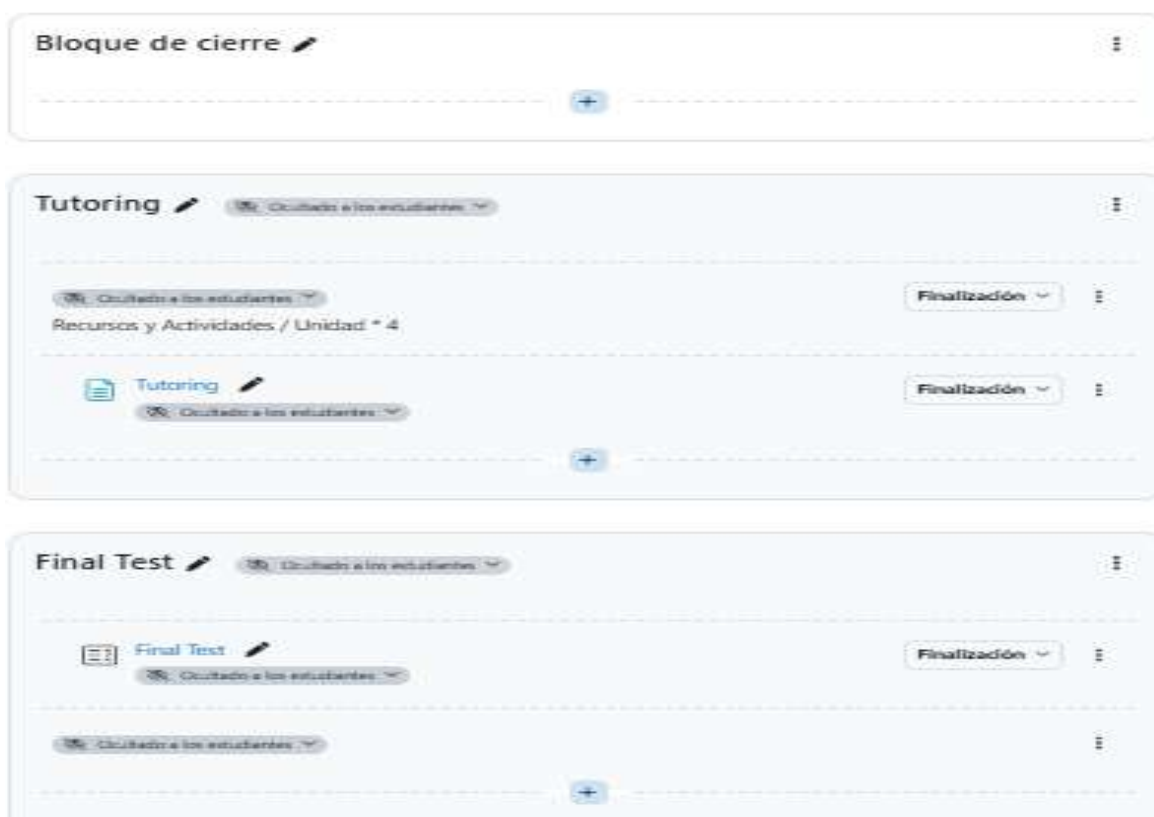 Bloque de cierre
Tutoring Ocultado a los estudiantes
Ocultado a los estudiantes Finalización
Recursos y Actividades / Unidad * 4
Tutoring Finalización
Ocultado a los estudiantes
Final Test Ocultado a los estudiantes
Final Test Finalización
Ocultado a los estudiantes
Ocultado a los estudiantes